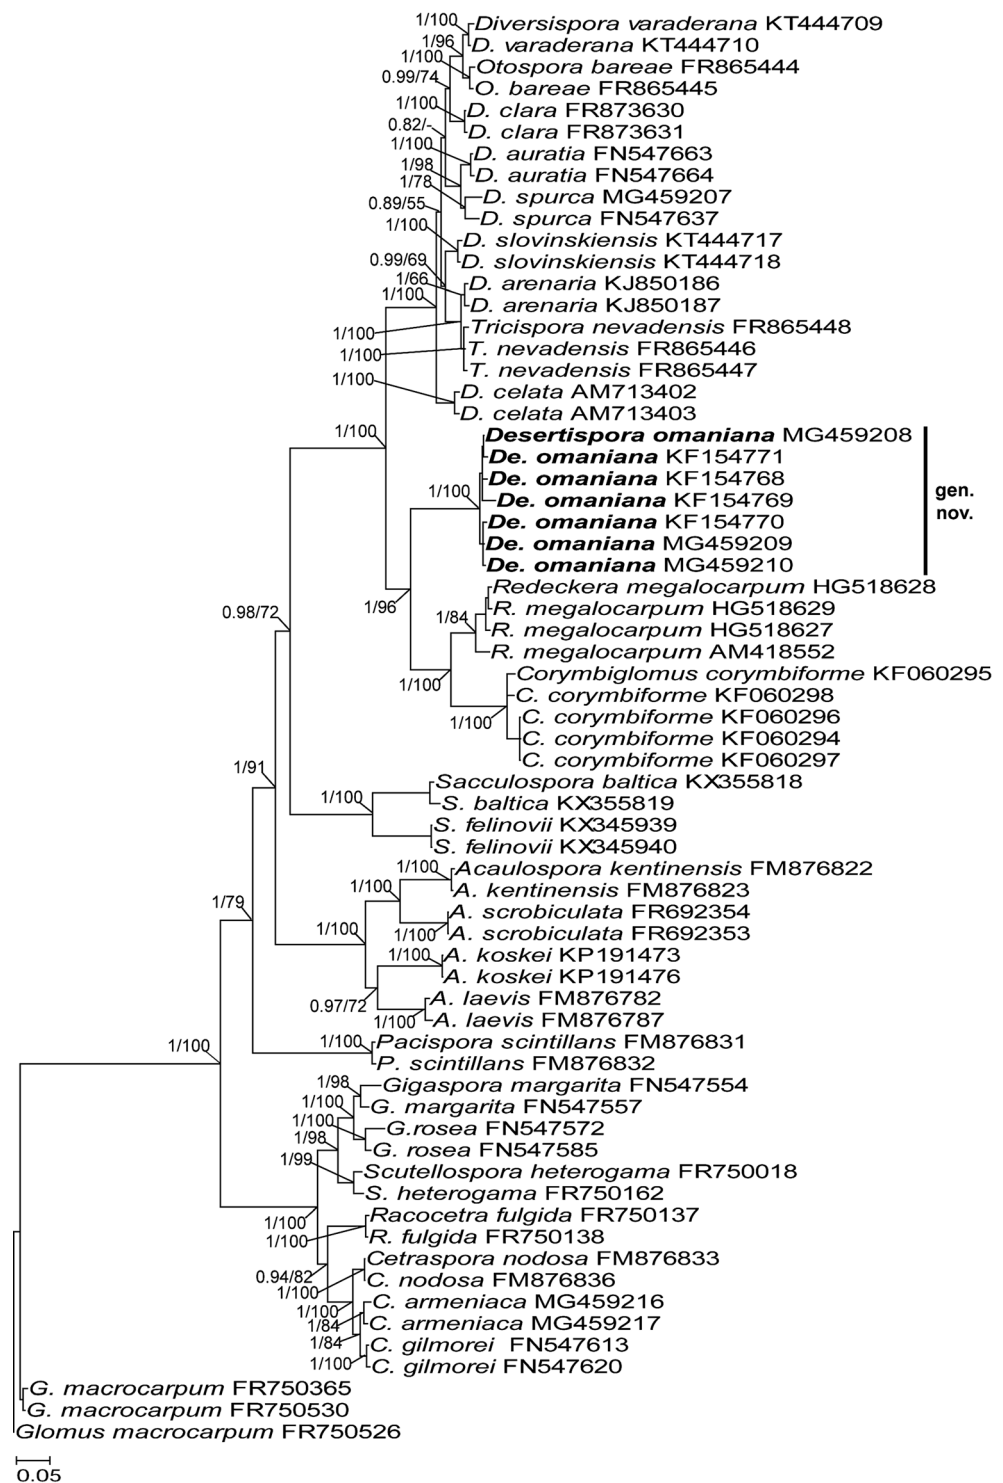 1/100
Diversispora varaderana KT444709
1/96
D. varaderana KT444710
1/100
Otospora bareae FR865444
0.99/74
O. bareae FR865445
1/100
D. clara FR873630
0.82/-
D. clara FR873631
1/100
D. auratia FN547663
1/98
D. auratia FN547664
1/78
D. spurca MG459207
0.89/55
D. spurca FN547637
1/100
D. slovinskiensis KT444717
0.99/69
D. slovinskiensis KT444718
1/66
D. arenaria KJ850186
1/100
D. arenaria KJ850187
1/100
Tricispora nevadensis FR865448
1/100
T. nevadensis FR865446
T. nevadensis FR865447
1/100
D. celata AM713402
D. celata AM713403
1/100
Desertispora omaniana MG459208
De. omaniana KF154771
De. omaniana KF154768
1/100
De. omaniana KF154769
gen.
nov.
De. omaniana KF154770
De. omaniana MG459209
De. omaniana MG459210
1/96
Redeckera megalocarpum HG518628
0.98/72
R. megalocarpum HG518629
1/84
R. megalocarpum HG518627
R. megalocarpum AM418552
1/100
Corymbiglomus corymbiforme KF060295
C. corymbiforme KF060298
1/100
C. corymbiforme KF060296
C. corymbiforme KF060294
C. corymbiforme KF060297
1/91
Sacculospora baltica KX355818
1/100
S. baltica KX355819
S. felinovii KX345939
S. felinovii KX345940
1/100
Acaulospora kentinensis FM876822
1/100
A. kentinensis FM876823
1/79
A. scrobiculata FR692354
1/100
1/100
A. scrobiculata FR692353
1/100
A. koskei KP191473
A. koskei KP191476
0.97/72
A. laevis FM876782
1/100
A. laevis FM876787
1/100
1/100
Pacispora scintillans FM876831
P. scintillans FM876832
1/98
Gigaspora margarita FN547554
1/100
G. margarita FN547557
1/100
G.rosea FN547572
1/98
G. rosea FN547585
1/99
Scutellospora heterogama FR750018
S. heterogama FR750162
1/100
Racocetra fulgida FR750137
1/100
R. fulgida FR750138
Cetraspora nodosa FM876833
0.94/82
C. nodosa FM876836
1/100
C. armeniaca MG459216
1/100
1/84
C. armeniaca MG459217
1/84
C. gilmorei FN547613
1/100
C. gilmorei FN547620
G. macrocarpum FR750365
G. macrocarpum FR750530
Glomus macrocarpum FR750526
0.05